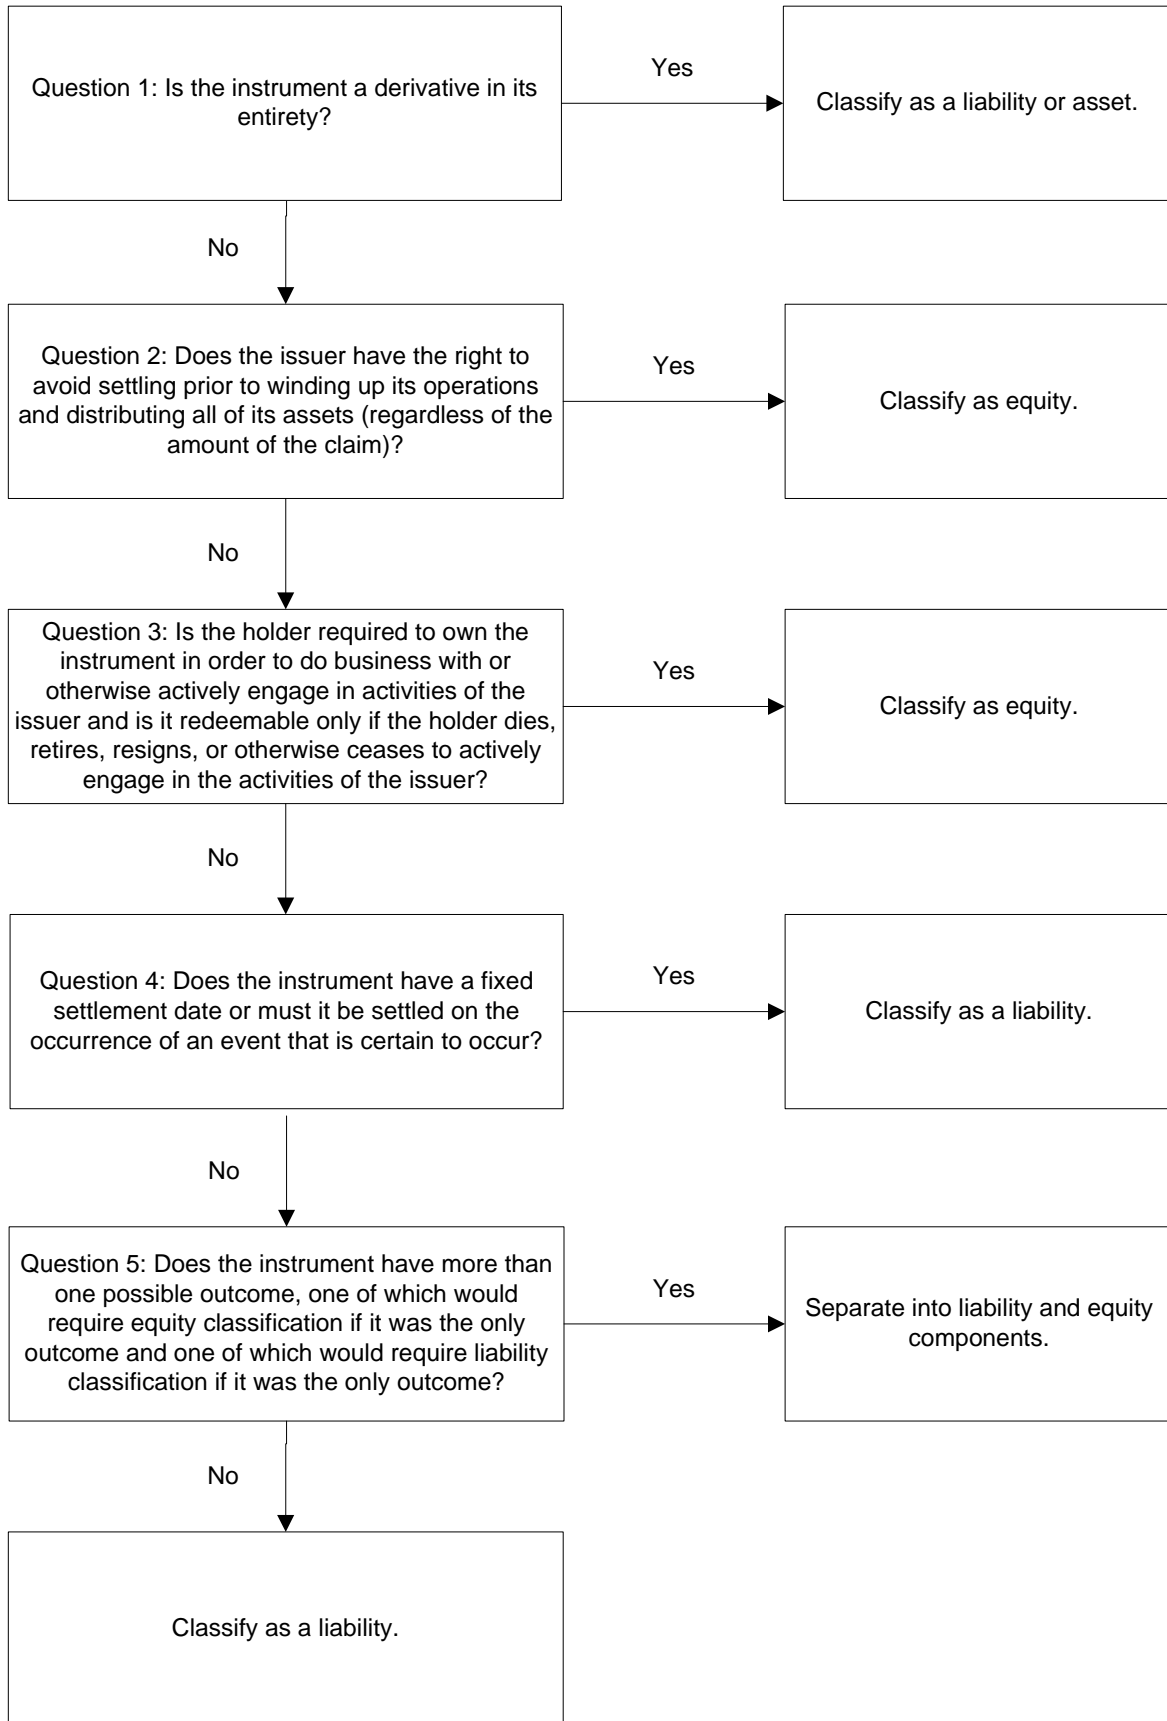 Question 1: Is the instrument a derivative in its
entirety?
Yes
Classify as a liability or asset.
No
Question 2: Does the issuer have the right to
avoid settling prior to winding up its operations
and distributing all of its assets (regardless of the
amount of the claim)?
Yes
Classify as equity.
No
Question 3: Is the holder required to own the
instrument in order to do business with or
otherwise actively engage in activities of the
issuer and is it redeemable only if the holder dies,
retires, resigns, or otherwise ceases to actively
engage in the activities of the issuer?
Yes
Classify as equity.
No
Question 4: Does the instrument have a fixed
settlement date or must it be settled on the
occurrence of an event that is certain to occur?
Yes
Classify as a liability.
No
Question 5: Does the instrument have more than
one possible outcome, one of which would
require equity classification if it was the only
outcome and one of which would require liability
classification if it was the only outcome?
Yes
Separate into liability and equity
components.
No
Classify as a liability.